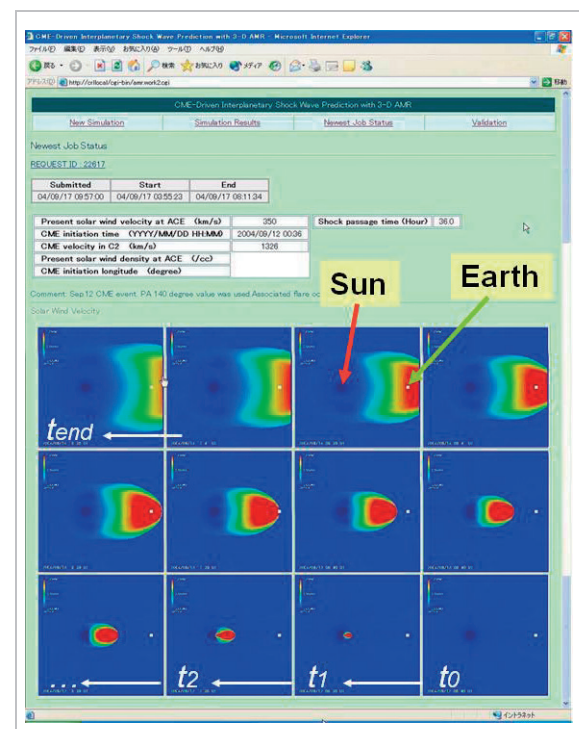 CME-Driven Interplanetary Shock Wave Prediction with 3-D AMR - Microsoft Internet Explorer
ファイル(F) 編集(E) 表示(V) お気に入り(A) ツール(T) ヘルプ(H)
戻る 検索 お気に入り メディア
アドレス(D) 移動
CME-Driven Interplanetary Shock Wave Prediction with 3-D AMR
New Simulation Simulation Results Newest Job Status Validation
Newest Job Status
REQUEST ID : 22617
Submitted Start End
04/09/17 09:57:00 04/09/17 03:55:23 04/09/17 08:11:34
Present solar wind velocity at ACE (km/s) 350 Shock passage time (Hour) 36.0
CME initiation time (YYYY/MM/DD HH:MM) 2004/09/12 00:36
CME velocity in C2 (km/s) 1326
Present solar wind density at ACE (/cc)
CME initiation longitude (degree)
Sun Earth
Comment: Sep.12 CME event. PA 140 degree value was used.Associated flare oc
Solar Wind Velocity
tend
... t2 t1 t0
イントラネット